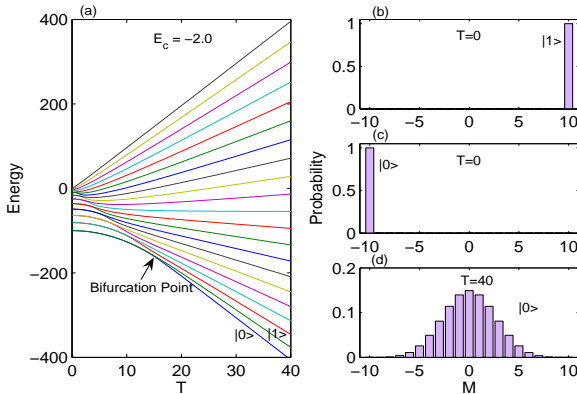 (a)
E_c = −2.0
400
200
0
−200
−400
Energy
Bifurcation Point
|0> |1>
0 10 20 30 40
T
(b)
T=0
|1>
1
0.5
0
−10 −5 0 5 10
(c)
T=0
|0>
1
0.5
0
−10 −5 0 5 10
Probability
(d)
T=40
|0>
0.2
0.1
0
−10 −5 0 5 10
M